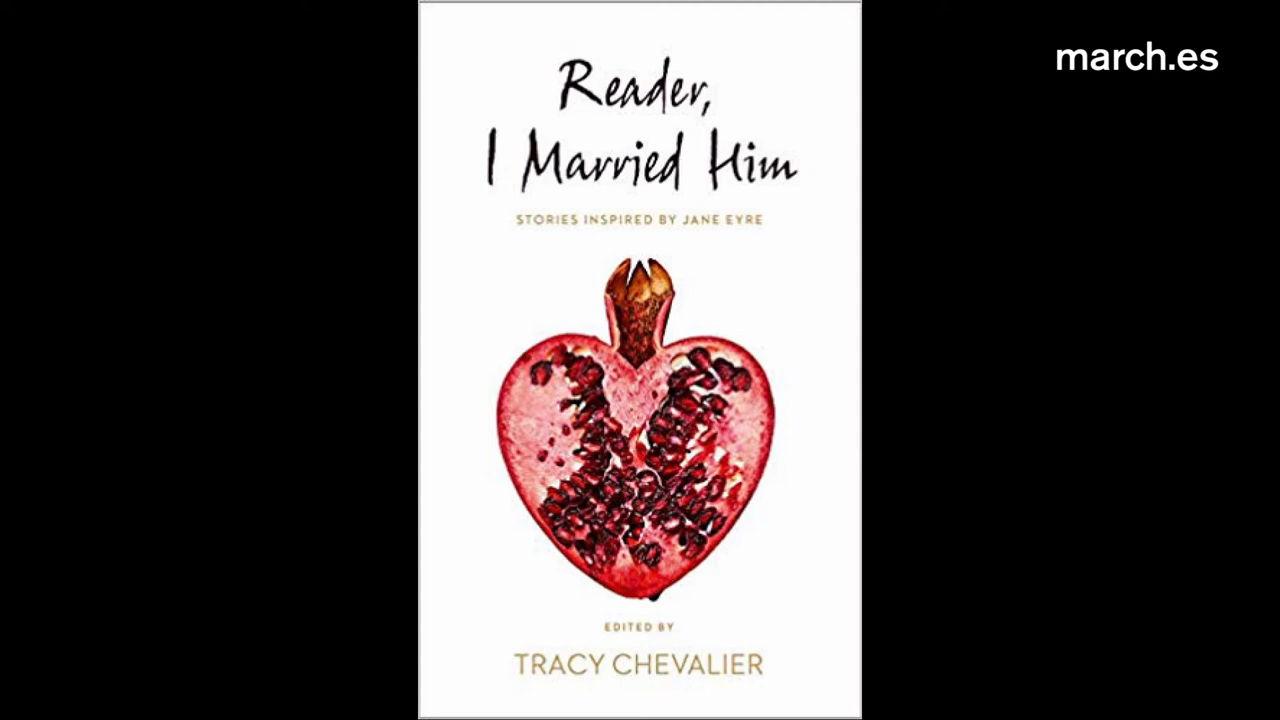 march.es
Reader,
I Married Him
STORIES INSPIRED BY JANE EYRE
EDITED BY
TRACY CHEVALIER